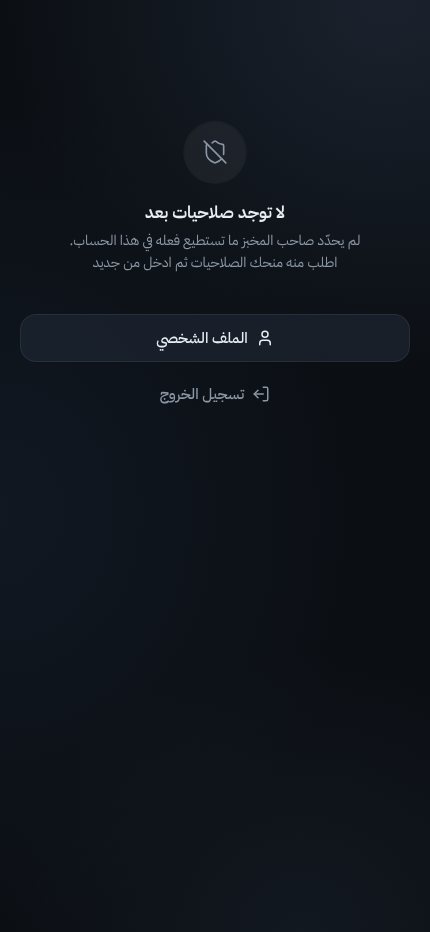 لا توجد صلاحيات بعد
لم يحدّد صاحب المخبز ما تستطيع فعله في هذا الحساب.
اطلب منه منحك الصلاحيات ثم ادخل من جديد
الملف الشخصي
تسجيل الخروج